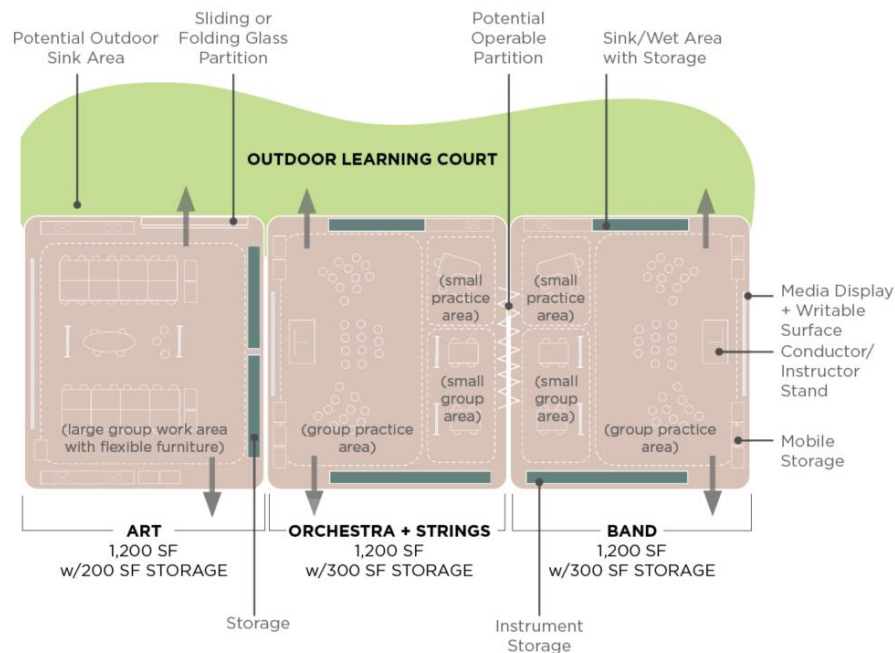 Potential Outdoor
Sink Area
Sliding or
Folding Glass
Partition
Potential
Operable
Partition
Sink/Wet Area
with Storage
OUTDOOR LEARNING COURT
(small
practice
area)
(small
practice
area)
Media Display
+ Writable
Surface
Conductor/
Instructor
Stand
(small
group
area)
(small
group
area)
(large group work area
with flexible furniture)
(group practice
area)
(group practice
area)
Mobile
Storage
ART
1,200 SF
w/200 SF STORAGE
ORCHESTRA + STRINGS
1,200 SF
w/300 SF STORAGE
BAND
1,200 SF
w/300 SF STORAGE
Storage
Instrument
Storage